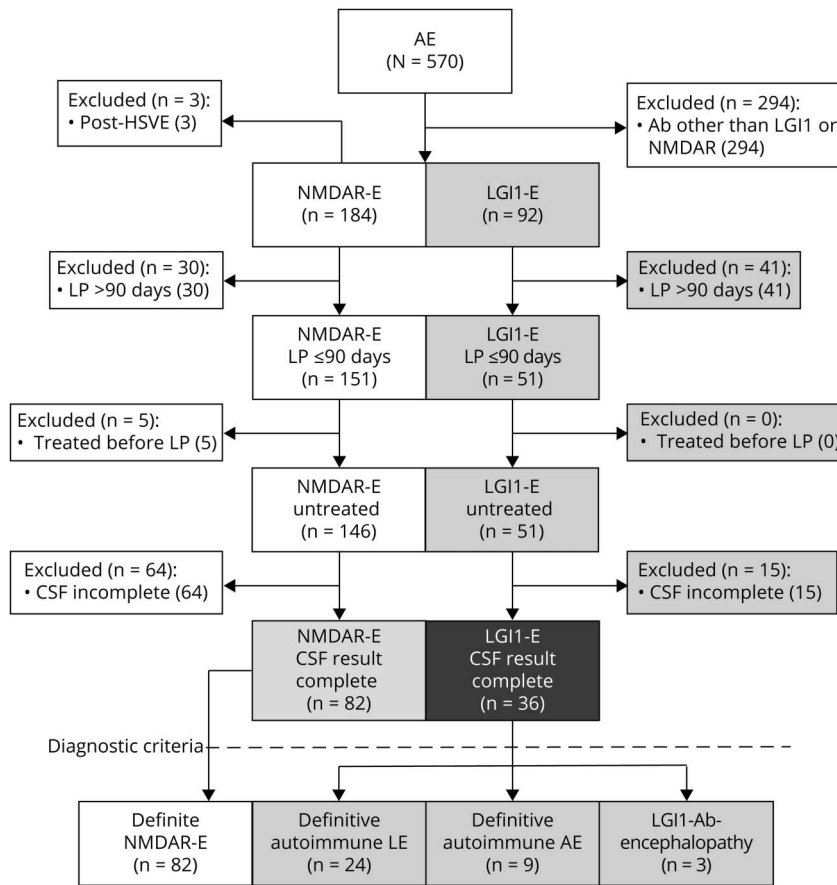 AE
(N = 570)
Excluded (n = 3):
• Post-HSVE (3)
Excluded (n = 294):
• Ab other than LGI1 or
NMDAR (294)
NMDAR-E
(n = 184)
LGI1-E
(n = 92)
Excluded (n = 30):
• LP >90 days (30)
Excluded (n = 41):
• LP >90 days (41)
NMDAR-E
LP ≤90 days
(n = 151)
LGI1-E
LP ≤90 days
(n = 51)
Excluded (n = 5):
• Treated before LP (5)
Excluded (n = 0):
• Treated before LP (0)
NMDAR-E
untreated
(n = 146)
LGI1-E
untreated
(n = 51)
Excluded (n = 64):
• CSF incomplete (64)
Excluded (n = 15):
• CSF incomplete (15)
NMDAR-E
CSF result
complete
(n = 82)
LGI1-E
CSF result
complete
(n = 36)
Diagnostic criteria
Definite
NMDAR-E
(n = 82)
Definitive
autoimmune LE
(n = 24)
Definitive
autoimmune AE
(n = 9)
LGI1-Ab-
encephalopathy
(n = 3)